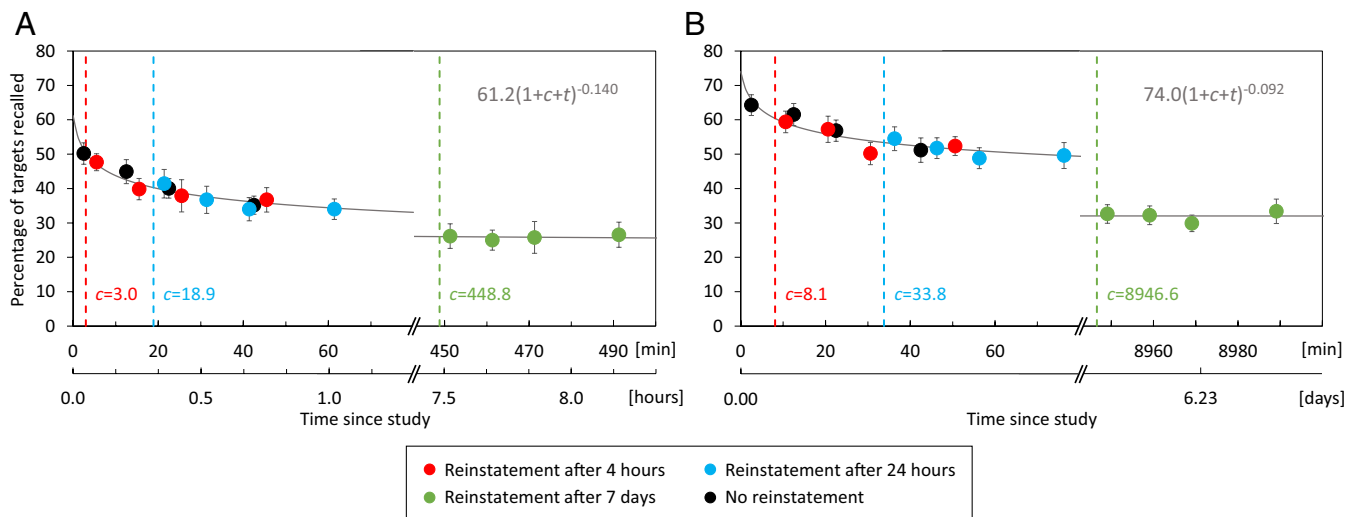 A
B
Percentage of targets recalled
80
70
60
50
40
30
20
10
0
61.2(1+c+t)^-0.140
c=3.0
c=18.9
c=448.8
0 20 40 60 450 470 490 [min]
0.0 0.5 1.0 7.5 8.0 [hours]
Time since study
80
70
60
50
40
30
20
10
0
74.0(1+c+t)^-0.092
c=8.1
c=33.8
c=8946.6
0 20 40 60 8960 8980 [min]
0.00 6.23 [days]
Time since study
Reinstatement after 4 hours
Reinstatement after 24 hours
Reinstatement after 7 days
No reinstatement